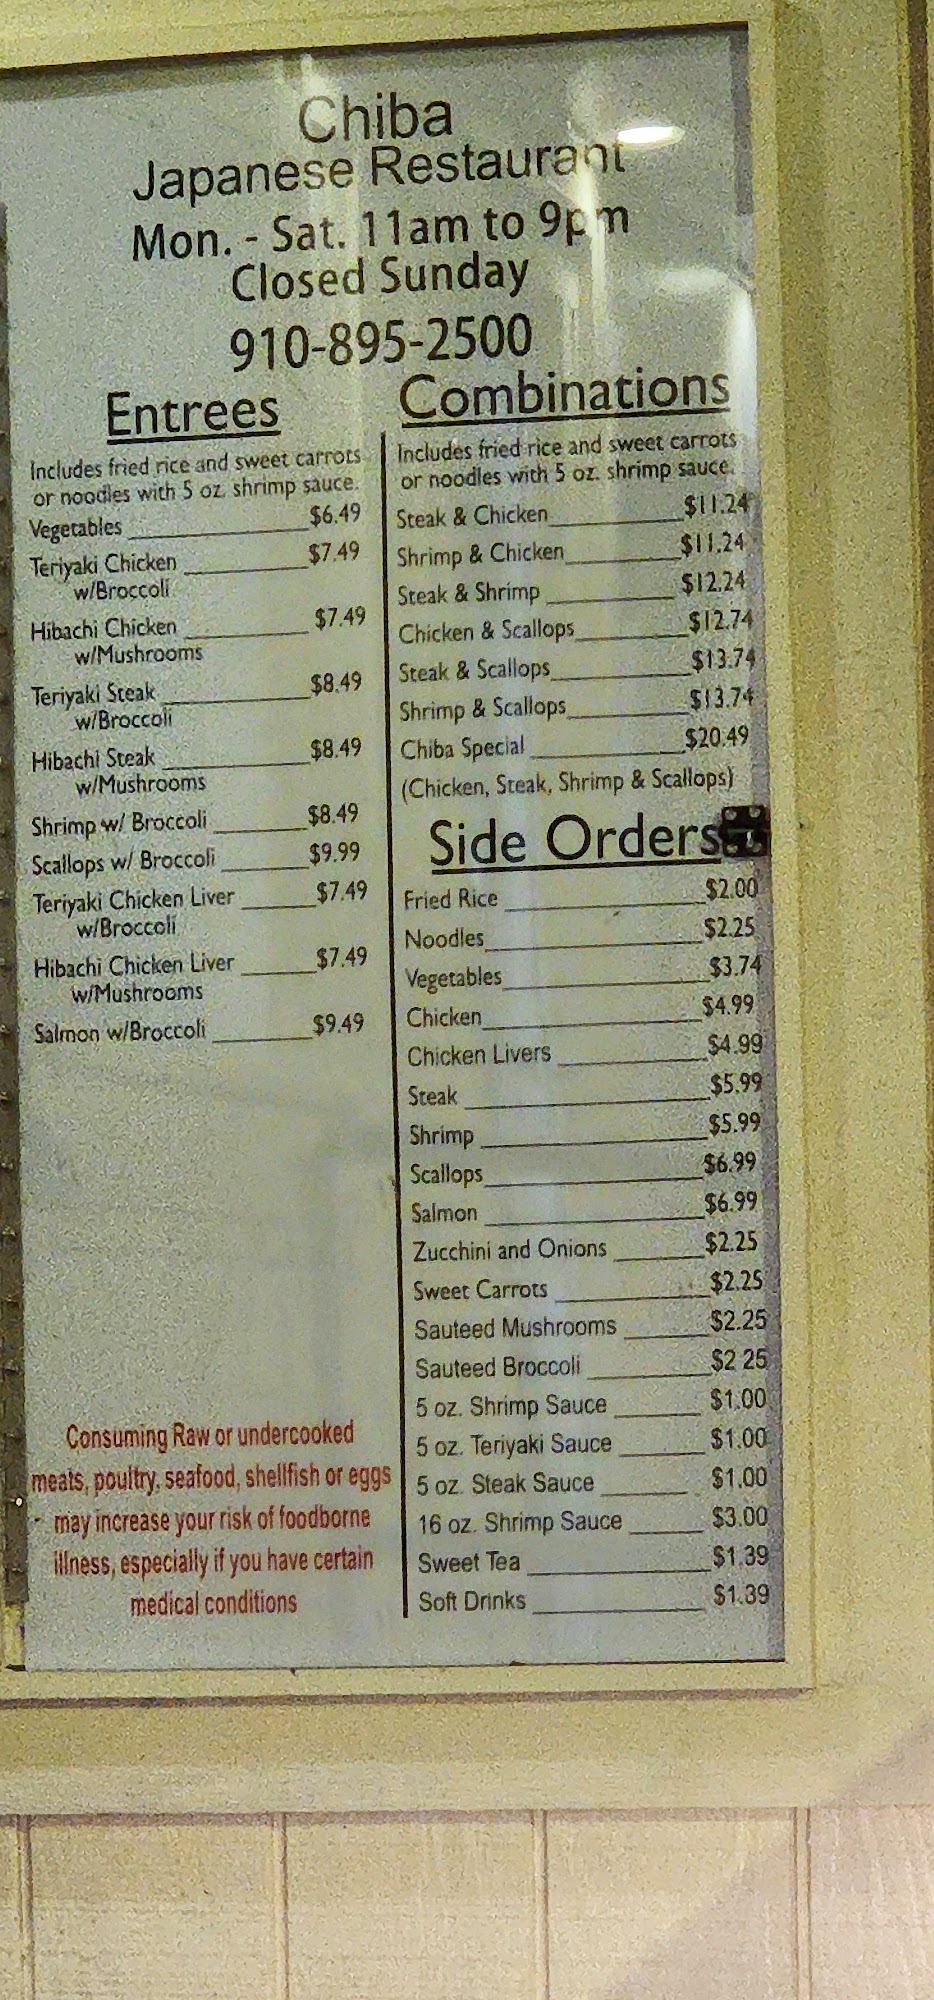 Chiba
Japanese Restaurant
Mon. - Sat. 11am to 9pm
Closed Sunday
910-895-2500
Entrees
Includes fried rice and sweet carrots
or noodles with 5 oz. shrimp sauce.
Vegetables $6.49
Teriyaki Chicken $7.49
w/Broccoli
Hibachi Chicken $7.49
w/Mushrooms
Teriyaki Steak $8.49
w/Broccoli
Hibachi Steak $8.49
w/Mushrooms
Shrimp w/ Broccoli $8.49
Scallops w/ Broccoli $9.99
Teriyaki Chicken Liver $7.49
w/Broccoli
Hibachi Chicken Liver $7.49
w/Mushrooms
Salmon w/Broccoli $9.49
Consuming Raw or undercooked
meats, poultry, seafood, shellfish or eggs
may increase your risk of foodborne
illness, especially if you have certain
medical conditions
Combinations
Includes fried rice and sweet carrots
or noodles with 5 oz. shrimp sauce.
Steak & Chicken $11.24
Shrimp & Chicken $11.24
Steak & Shrimp $12.24
Chicken & Scallops $12.74
Steak & Scallops $13.74
Shrimp & Scallops $13.74
Chiba Special $20.49
(Chicken, Steak, Shrimp & Scallops)
Side Orders
Fried Rice $2.00
Noodles $2.25
Vegetables $3.74
Chicken $4.99
Chicken Livers $4.99
Steak $5.99
Shrimp $5.99
Scallops $6.99
Salmon $6.99
Zucchini and Onions $2.25
Sweet Carrots $2.25
Sauteed Mushrooms $2.25
Sauteed Broccoli $2.25
5 oz. Shrimp Sauce $1.00
5 oz. Teriyaki Sauce $1.00
5 oz. Steak Sauce $1.00
16 oz. Shrimp Sauce $3.00
Sweet Tea $1.39
Soft Drinks $1.39